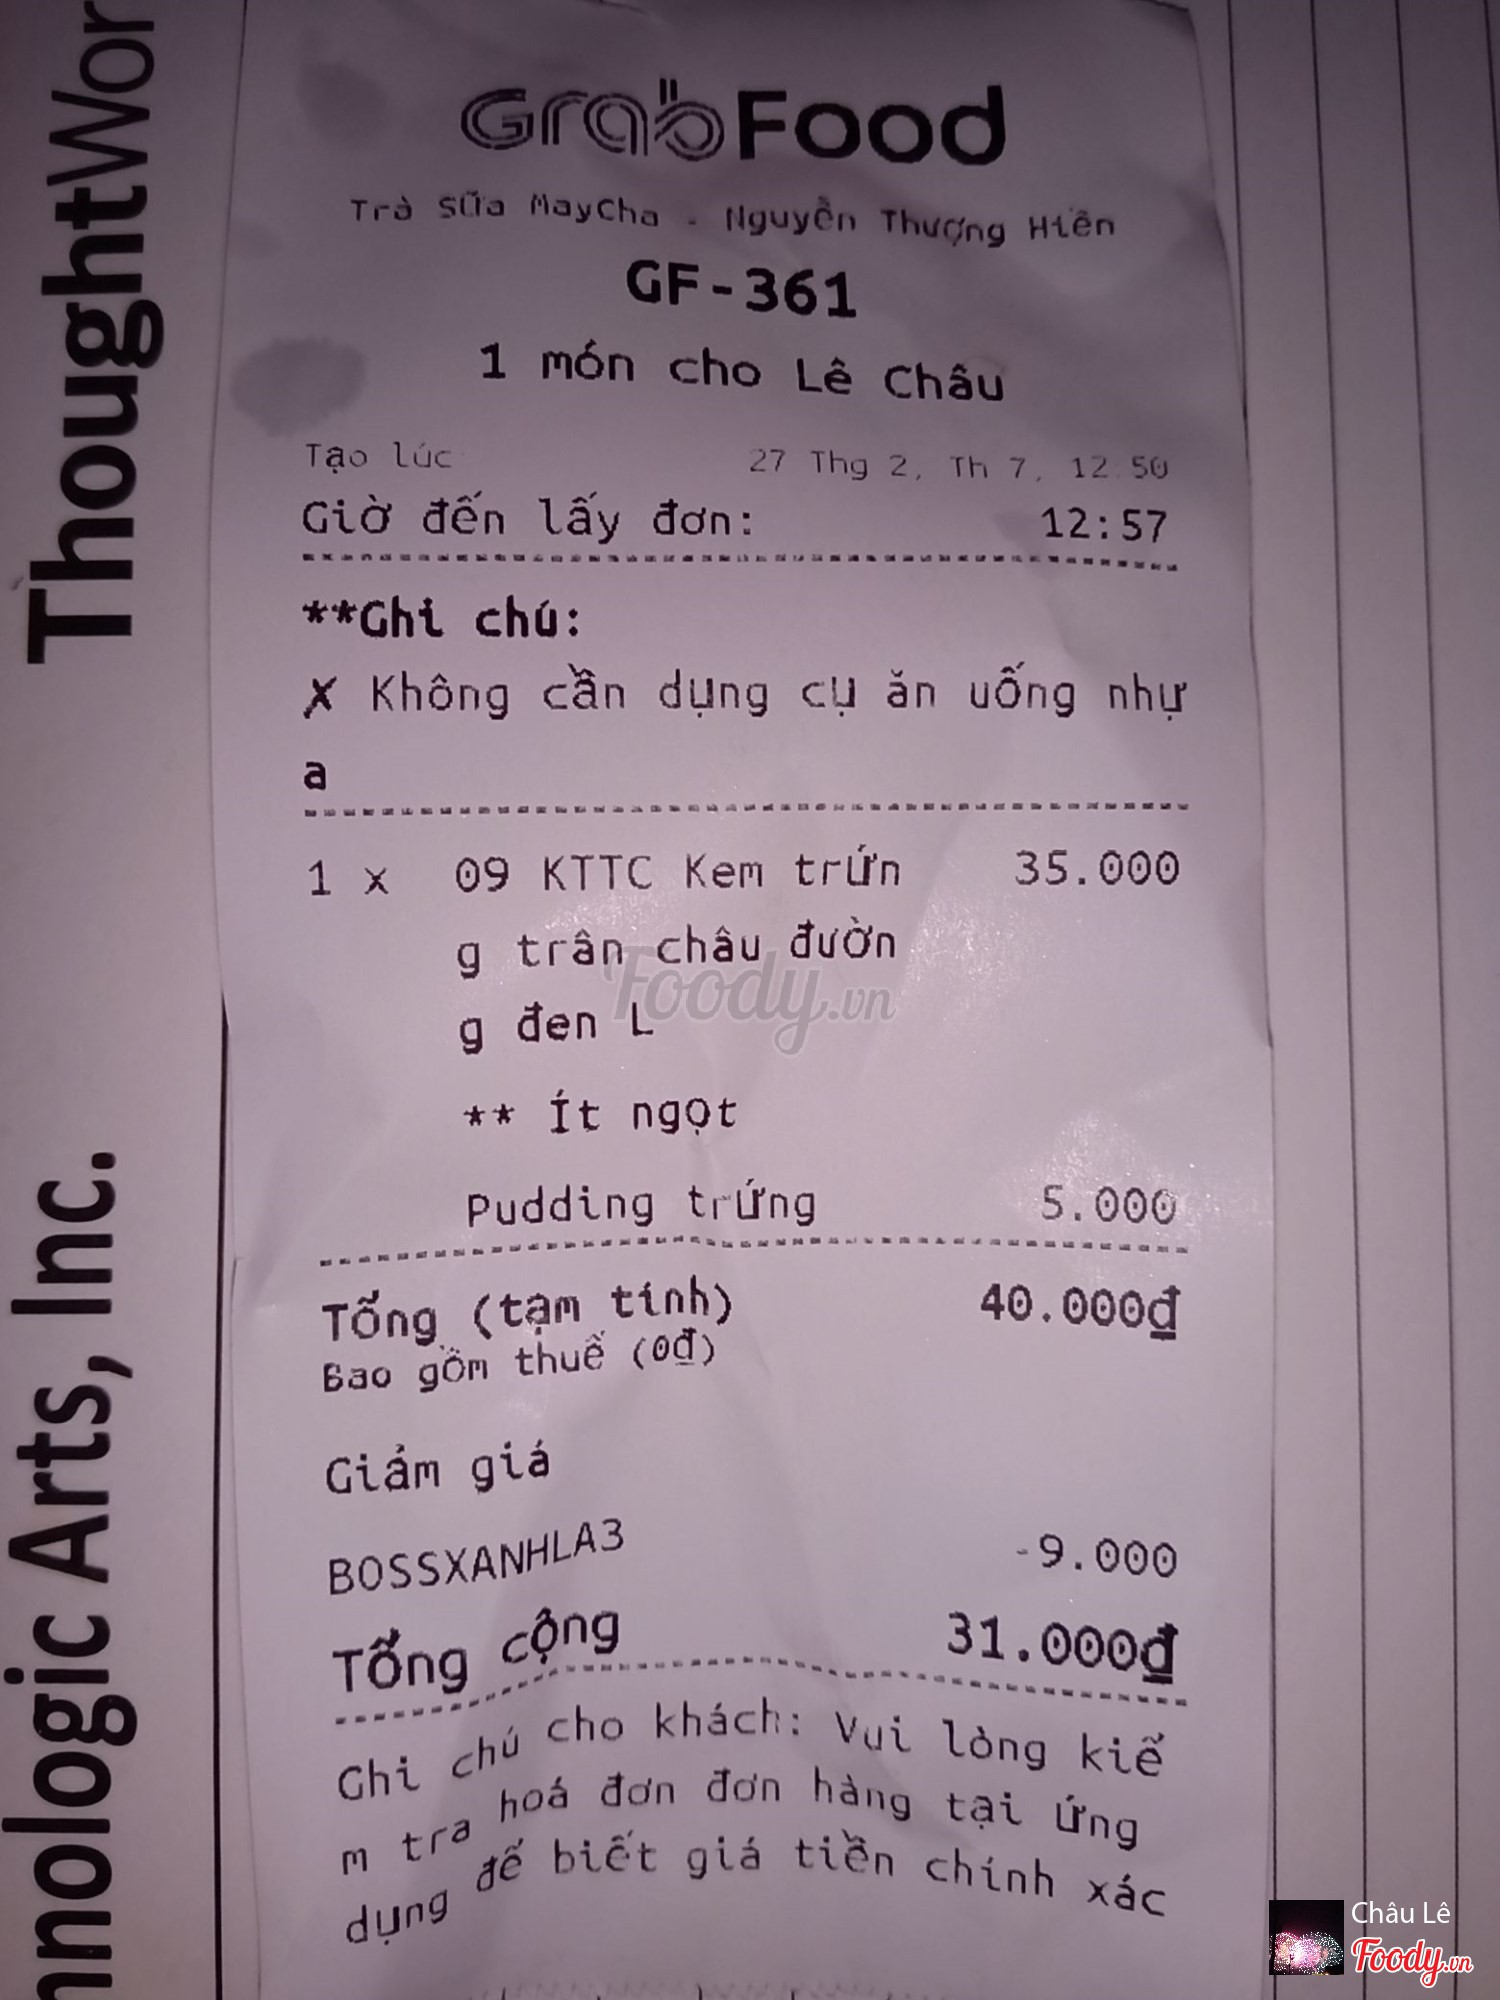 GrabFood
Trà Sữa MayCha - Nguyễn Thượng Hiền
GF-361
1 món cho Lê Châu
Tạo lúc 27 Thg 2, Th 7, 12:50
Giờ đến lấy đơn: 12:57
**Ghi chú:
X Không cần dụng cụ ăn uống nhự
a
1 x 09 KTTC Kem trứn 35.000
g trân châu đườn
g đen L
** Ít ngọt
Pudding trứng 5.000
Tổng (tạm tính) 40.000₫
Bao gồm thuế (0₫)
Giảm giá
BOSSXANHLA3 -9.000
Tổng cộng 31.000₫
Ghi chú cho khách: Vui lòng kiể
m tra hoá đơn đơn hàng tại Ứng
dụng để biết giá tiền chính xác
ThoughtWor
nnologic Arts, Inc.
Foody.vn
Châu Lê
Foody.vn